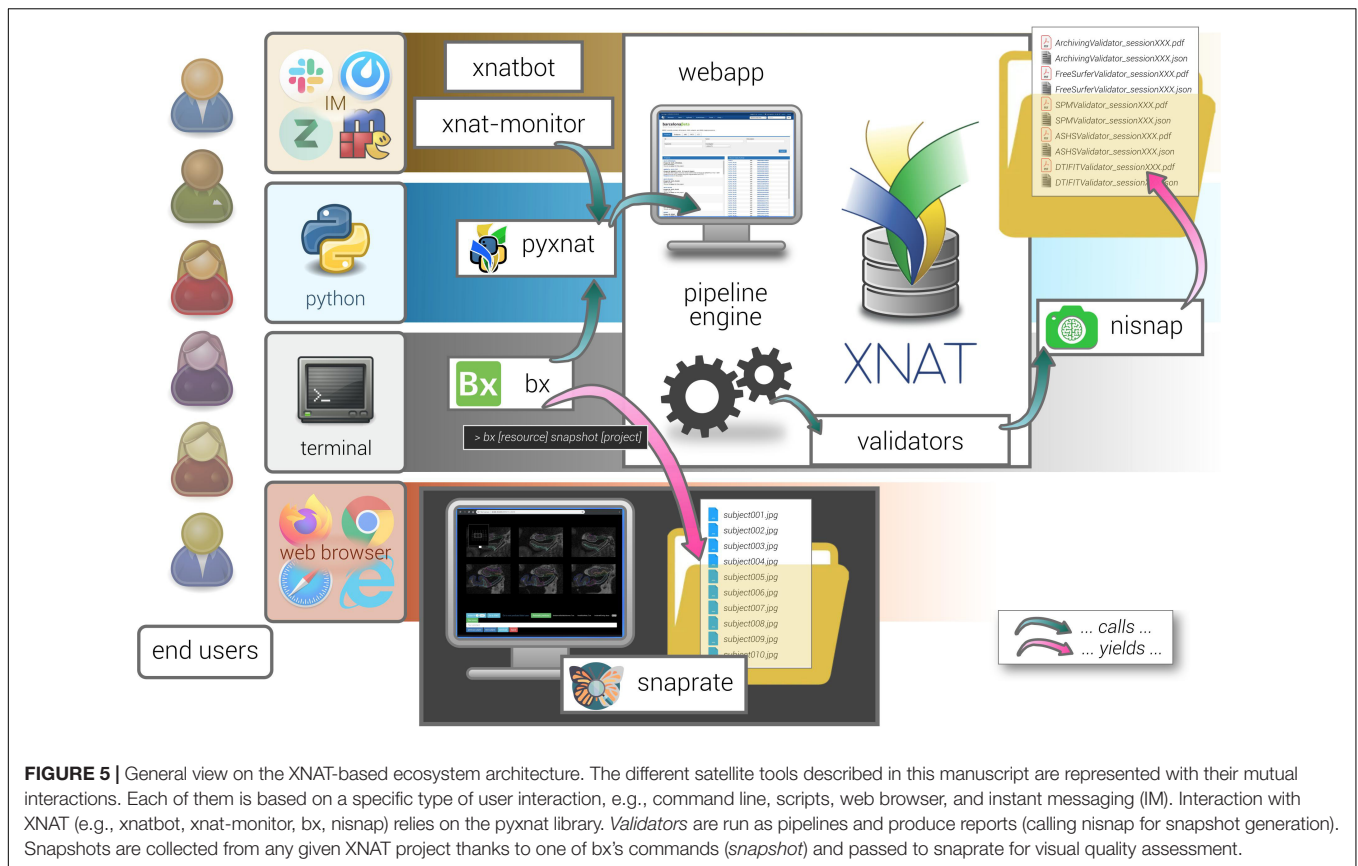 IM
xnatbot
xnat-monitor
webapp
barcelonabeta
ArchivingValidator_sessionXXX.pdf
ArchivingValidator_sessionXXX.json
FreeSurferValidator_sessionXXX.pdf
FreeSurferValidator_sessionXXX.json
SPMValidator_sessionXXX.pdf
SPMValidator_sessionXXX.json
ASHSValidator_sessionXXX.pdf
ASHSValidator_sessionXXX.json
DTIFITValidator_sessionXXX.pdf
python
pyxnat
pipeline
engine
XNAT
nisnap
terminal
Bx bx
> bx [resource] snapshot [project]
validators
web browser
subject001.jpg
subject002.jpg
subject003.jpg
subject004.jpg
subject005.jpg
subject006.jpg
subject007.jpg
subject008.jpg
subject009.jpg
subject010.jpg
snaprate
end users
... calls ...
... yields ...
FIGURE 5 | General view on the XNAT-based ecosystem architecture. The different satellite tools described in this manuscript are represented with their mutual
interactions. Each of them is based on a specific type of user interaction, e.g., command line, scripts, web browser, and instant messaging (IM). Interaction with
XNAT (e.g., xnatbot, xnat-monitor, bx, nisnap) relies on the pyxnat library. Validators are run as pipelines and produce reports (calling nisnap for snapshot generation).
Snapshots are collected from any given XNAT project thanks to one of bx's commands (snapshot) and passed to snaprate for visual quality assessment.